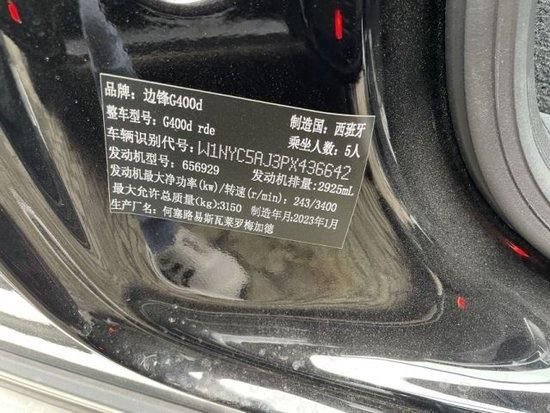 品牌：边锋G400d 制造国：西班牙
整车型号：G400d rde 乘坐人数：5人
车辆识别代号：W1NYC5AJ3PX436642
发动机型号：656929 发动机排量：2925mL
发动机最大净功率(kw)/转速(r/min)：243/3400
最大允许总质量(kg):3150 制造年月:2023年1月
生产厂名：何塞路易斯瓦莱罗梅加德